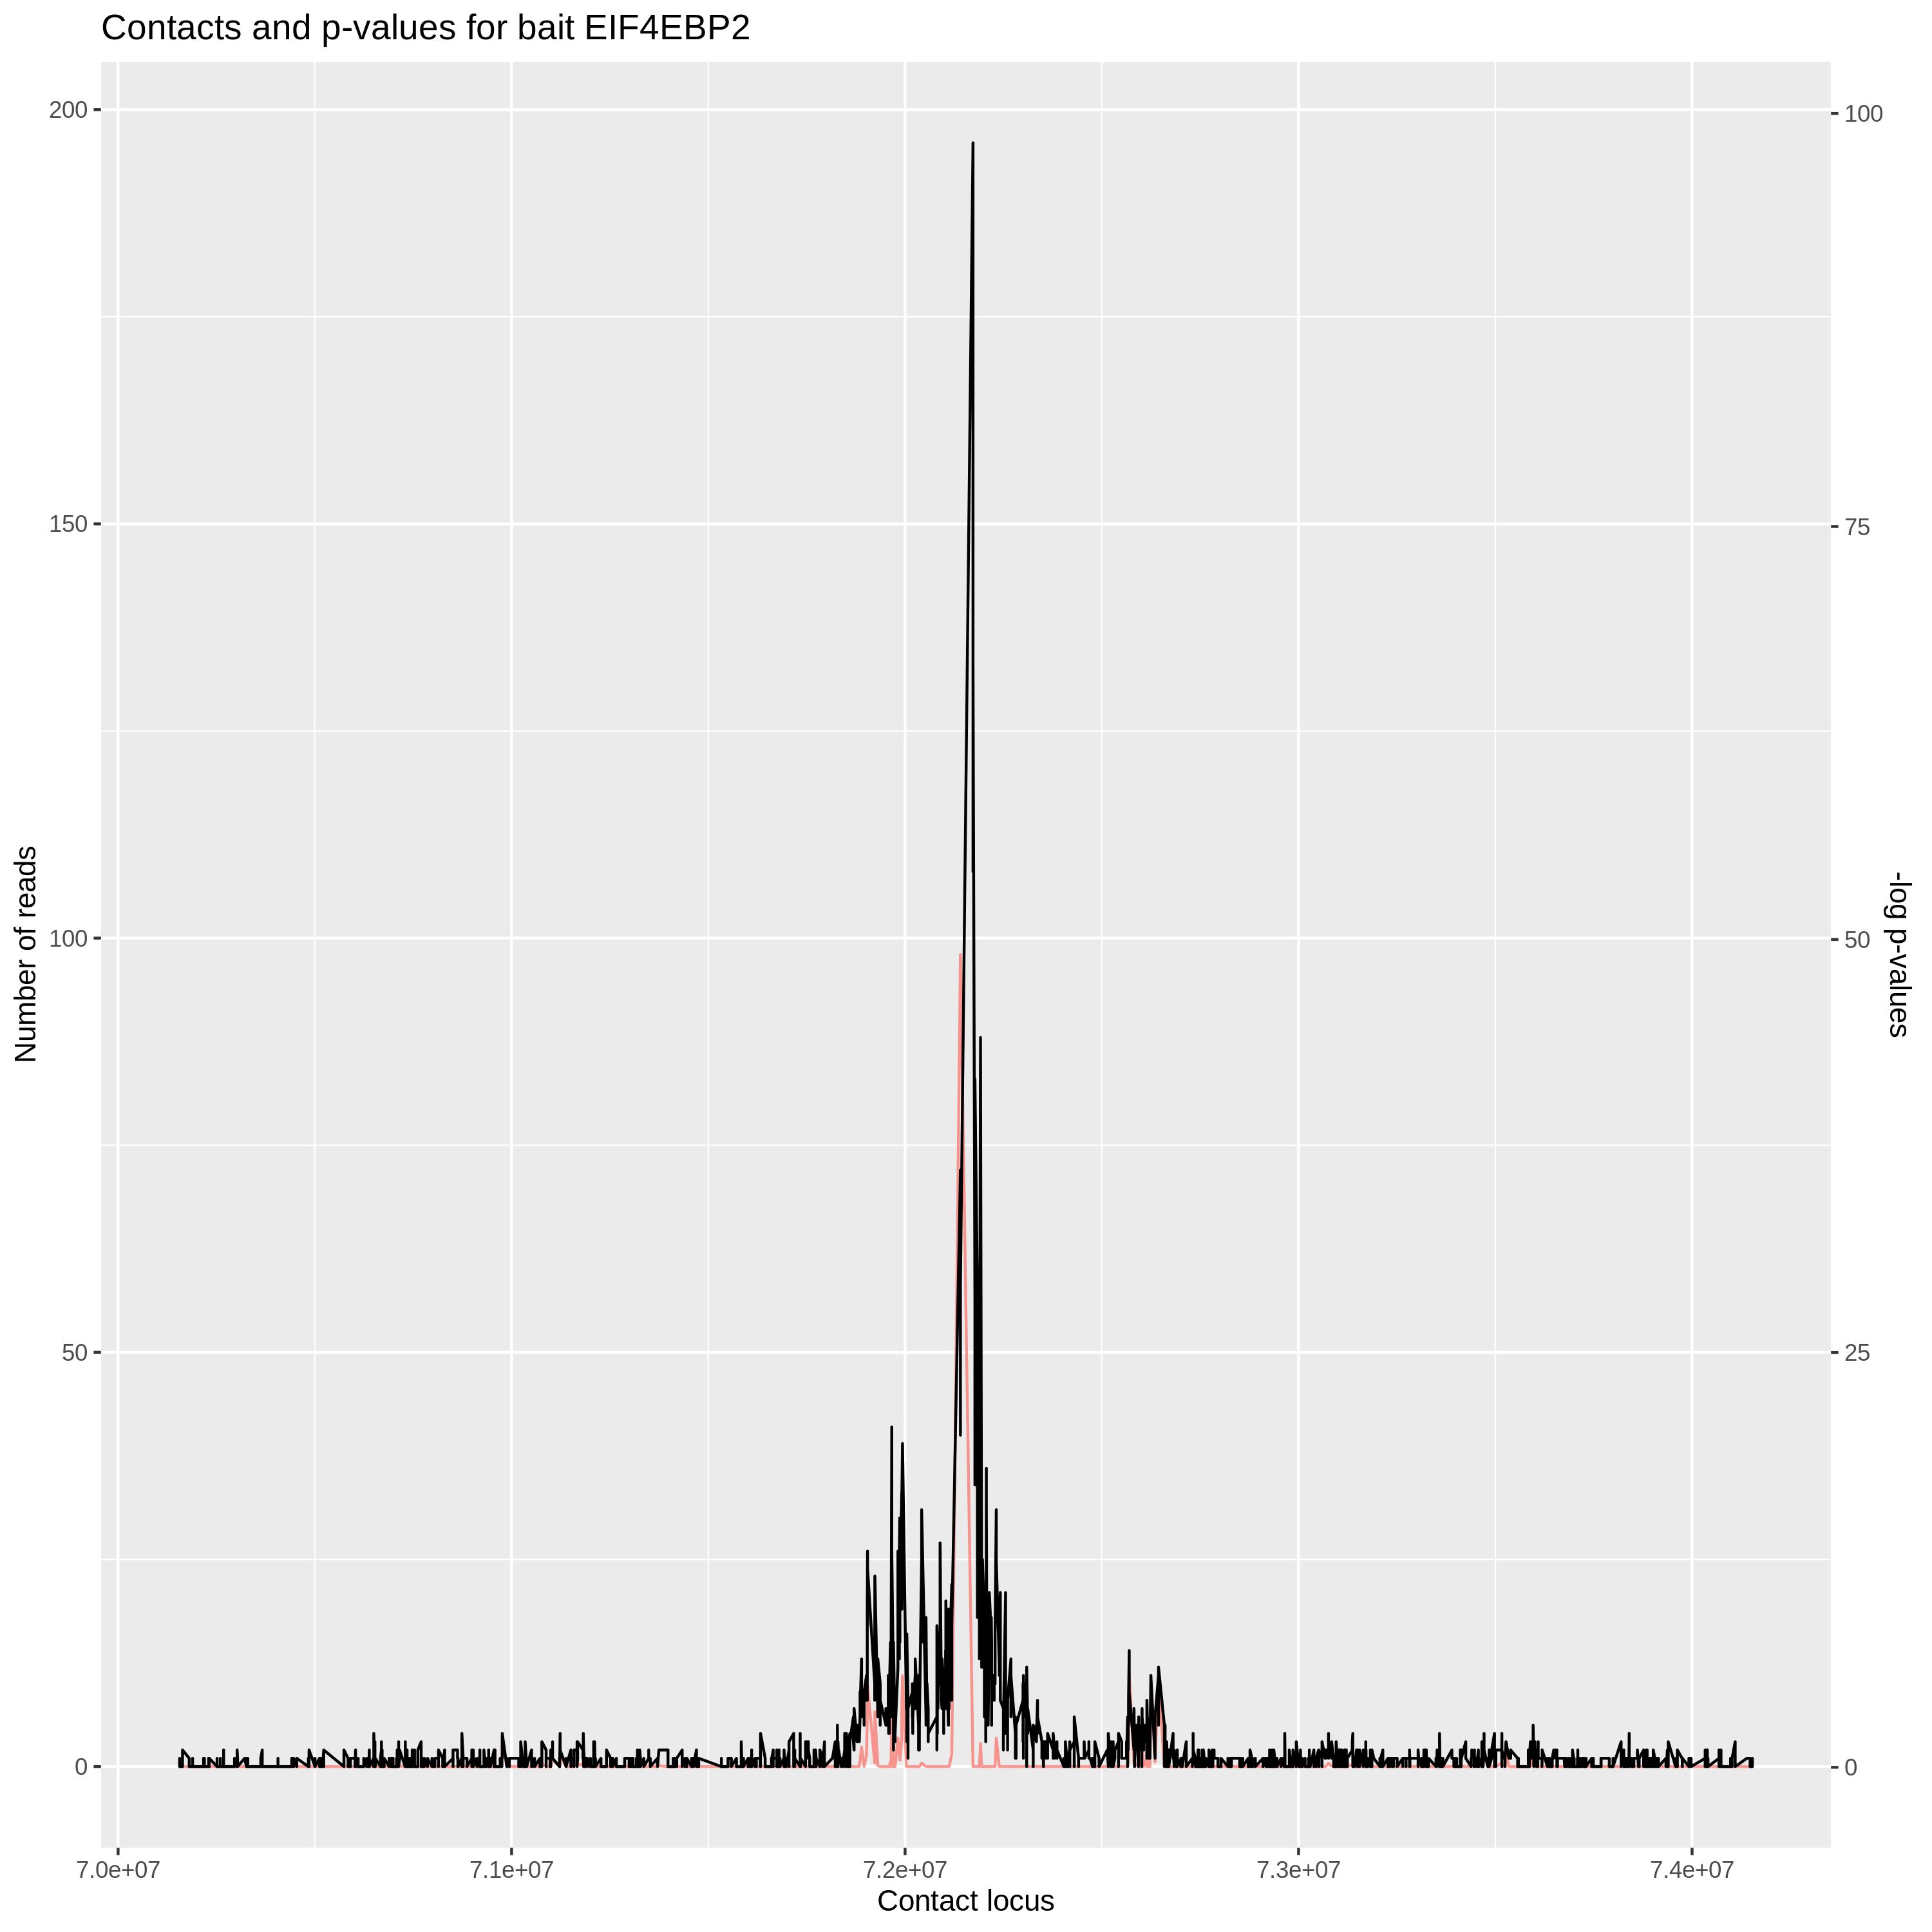 Contacts and p-values for bait EIF4EBP2
200
150
100
50
0
Number of reads
100
75
50
25
0
-log p-values
7.0e+07 7.1e+07 7.2e+07 7.3e+07 7.4e+07
Contact locus